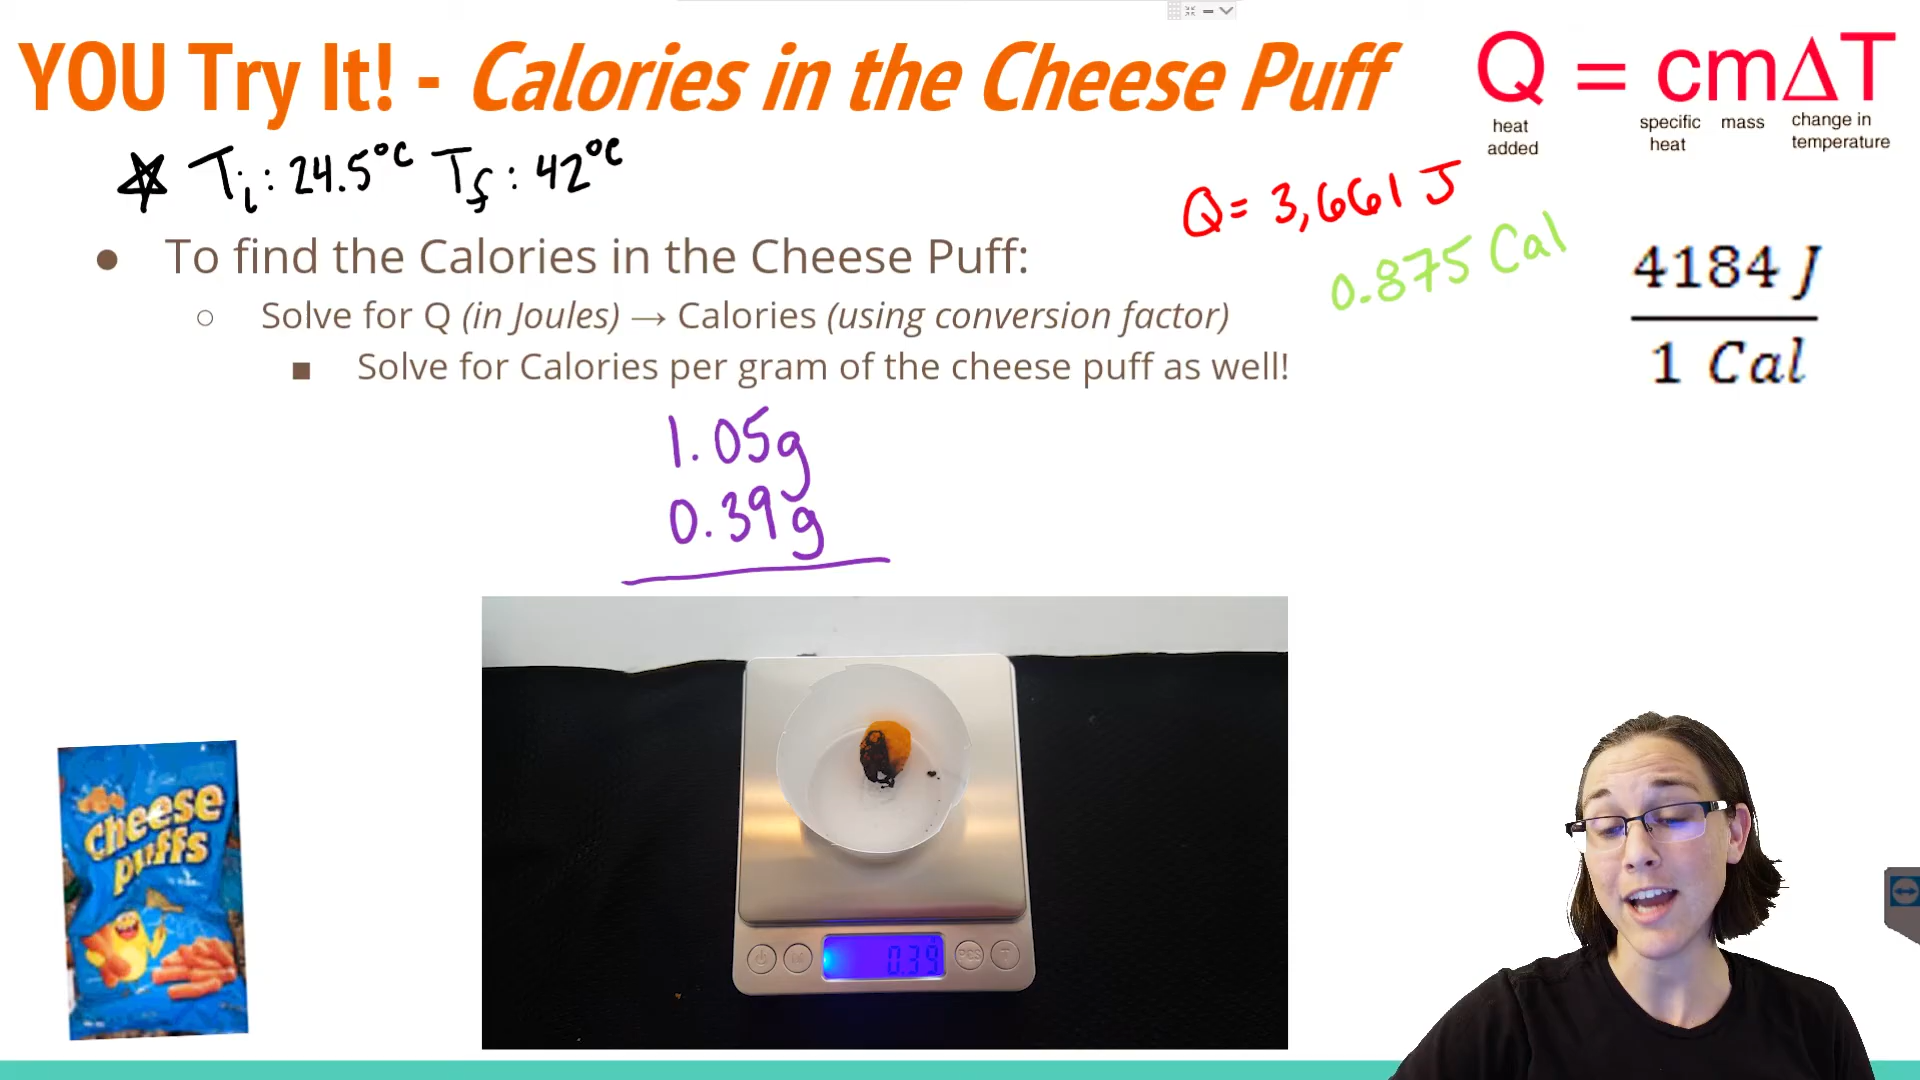 YOU Try It! - Calories in the Cheese Puff
Q = cmΔT
heat added
specific heat
mass
change in temperature
☆ Ti: 24.5°C Tf: 42°C
Q= 3,661 J
0.875 Cal
4184 J
1 Cal
● To find the Calories in the Cheese Puff:
○ Solve for Q (in Joules) → Calories (using conversion factor)
■ Solve for Calories per gram of the cheese puff as well!
1.05g
0.39g
Cheese
puffs
0.39
PCS
T